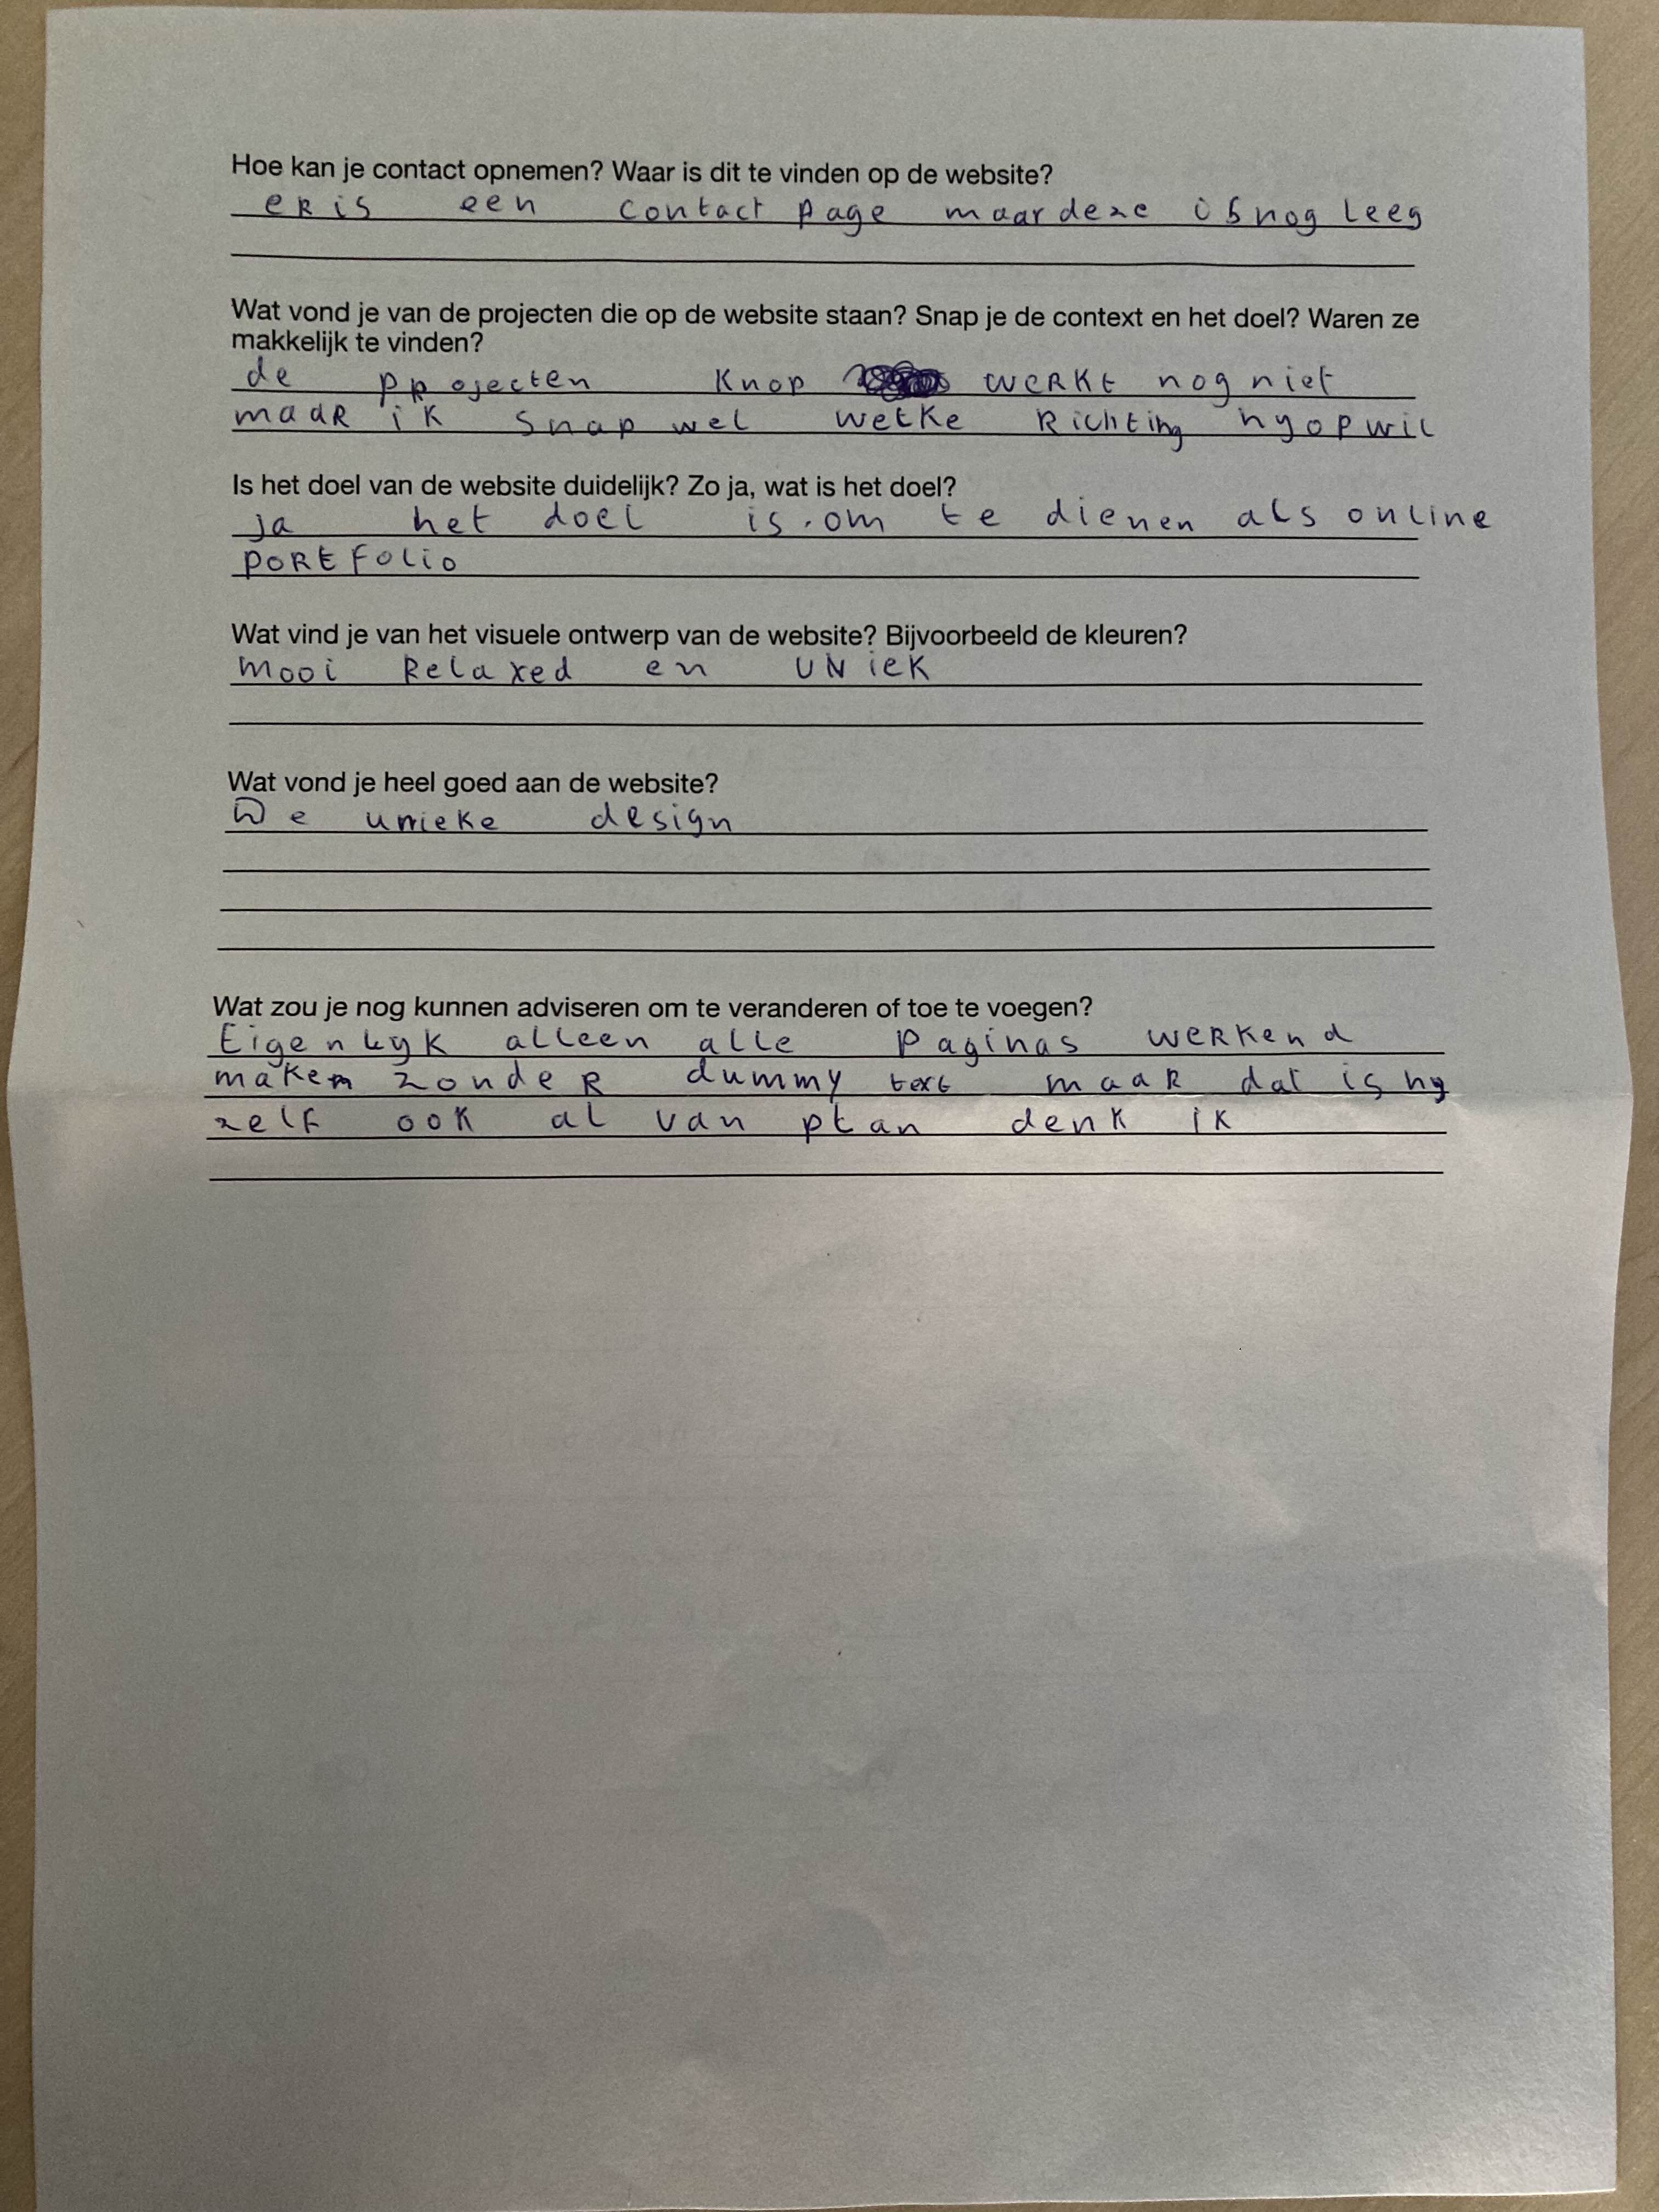 Hoe kan je contact opnemen? Waar is dit te vinden op de website?
eR is een contact page maar deze is nog leeg
Wat vond je van de projecten die op de website staan? Snap je de context en het doel? Waren ze
makkelijk te vinden?
de ppojecten knop weRkt nog niet
maaR ik snap wel welke Richting hy op wil
Is het doel van de website duidelijk? Zo ja, wat is het doel?
ja het doel is om te dienen als online
poRtfolio
Wat vind je van het visuele ontwerp van de website? Bijvoorbeeld de kleuren?
mooi Relaxed en UNiek
Wat vond je heel goed aan de website?
De unieke design
Wat zou je nog kunnen adviseren om te veranderen of toe te voegen?
Eigenlyk alleen alle paginas weRkend
maken zondeR dummy text maaR dat is hy
zelf ook al van plan denk ik